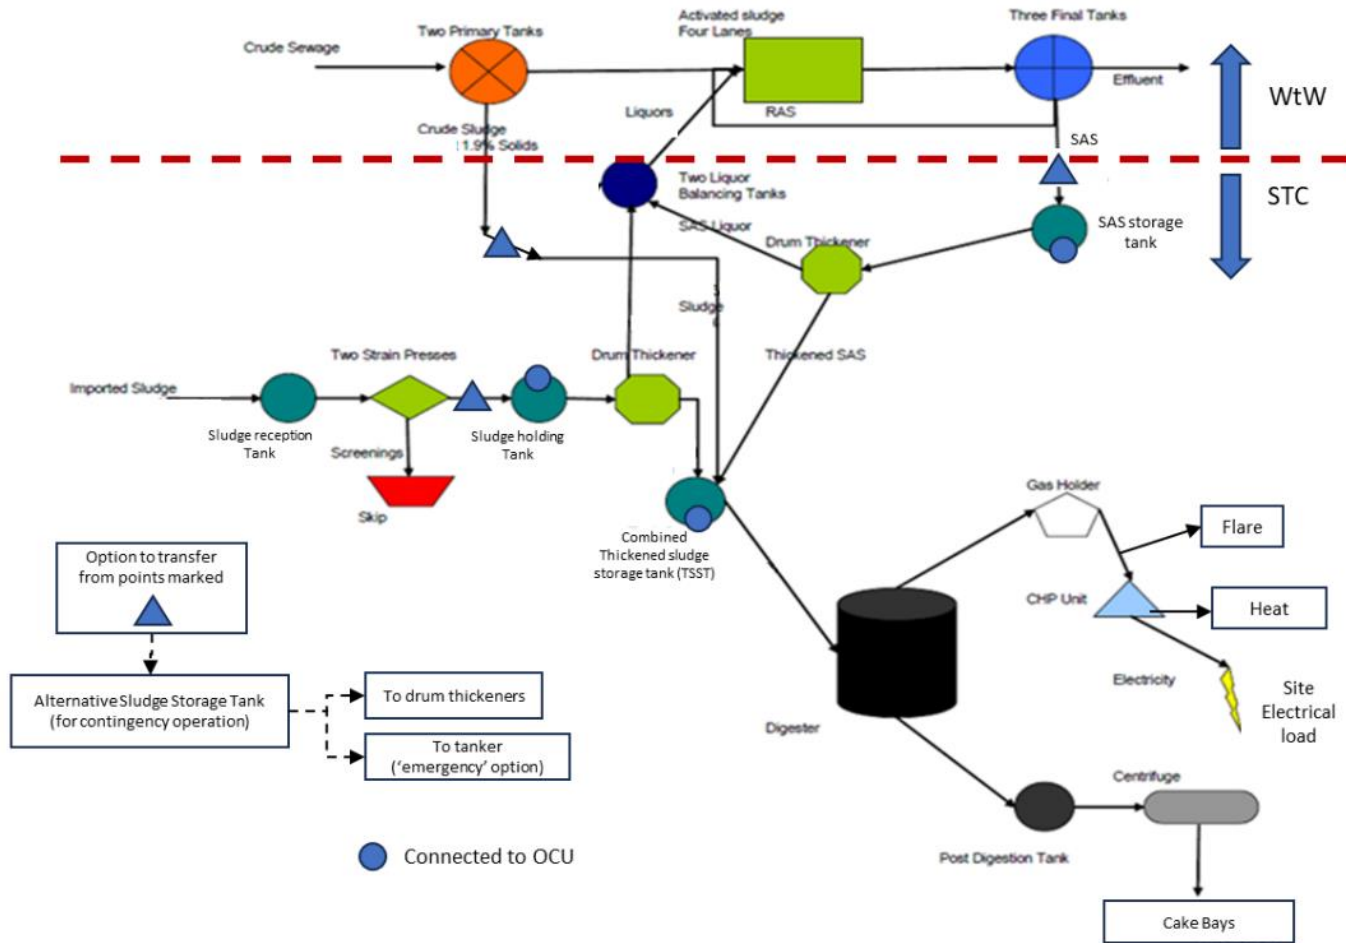 Crude Sewage
Two Primary Tanks
Activated sludge
Four Lanes
Three Final Tanks
Effluent
WtW
Liquors
RAS
Crude Sludge
1.9% Solids
SAS
Two Liquor
Balancing Tanks
STC
SAS Liquor
Drum Thickener
SAS storage
tank
Sludge
Two Strain Presses
Drum Thickener
Thickened SAS
Imported Sludge
Sludge reception
Tank
Sludge holding
Tank
Screenings
Skip
Combined
Thickened sludge
storage tank (TSST)
Gas Holder
Flare
CHP Unit
Heat
Option to transfer
from points marked
Electricity
Site
Electrical
load
Alternative Sludge Storage Tank
(for contingency operation)
To drum thickeners
To tanker
('emergency' option)
Digester
Centrifuge
Connected to OCU
Post Digestion Tank
Cake Bays